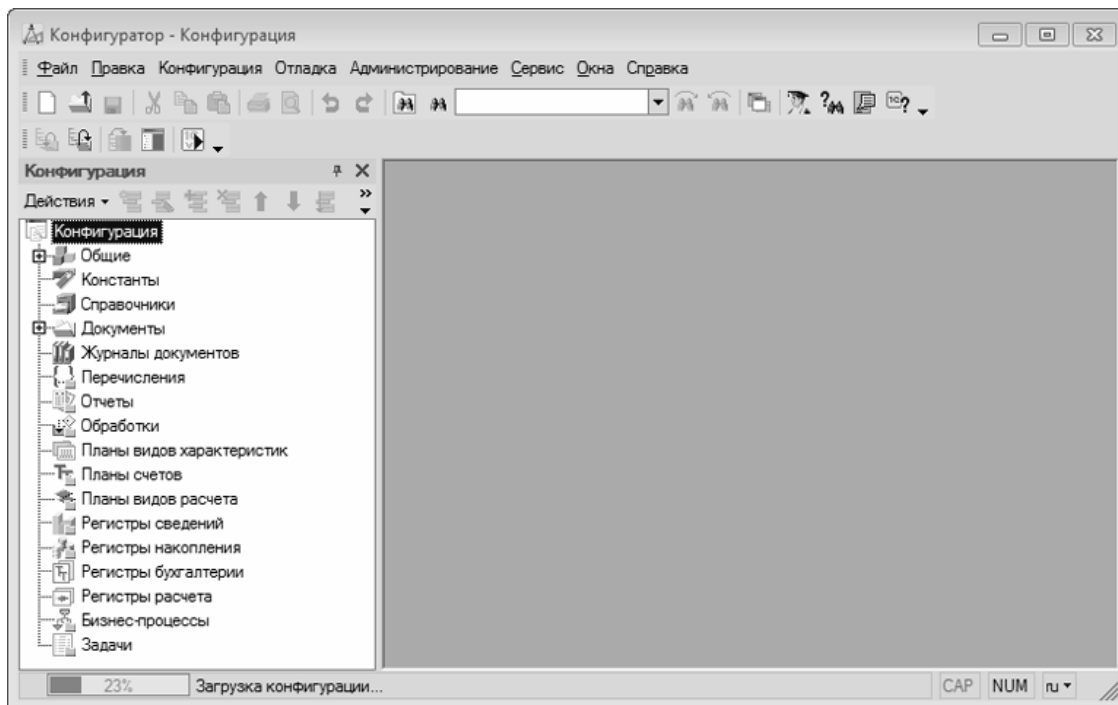 Конфигуратор - Конфигурация
Файл Правка Конфигурация Отладка Администрирование Сервис Окна Справка
Конфигурация
Действия
Конфигурация
Общие
Константы
Справочники
Документы
Журналы документов
Перечисления
Отчеты
Обработки
Планы видов характеристик
Планы счетов
Планы видов расчета
Регистры сведений
Регистры накопления
Регистры бухгалтерии
Регистры расчета
Бизнес-процессы
Задачи
23% Загрузка конфигурации... CAP NUM ru